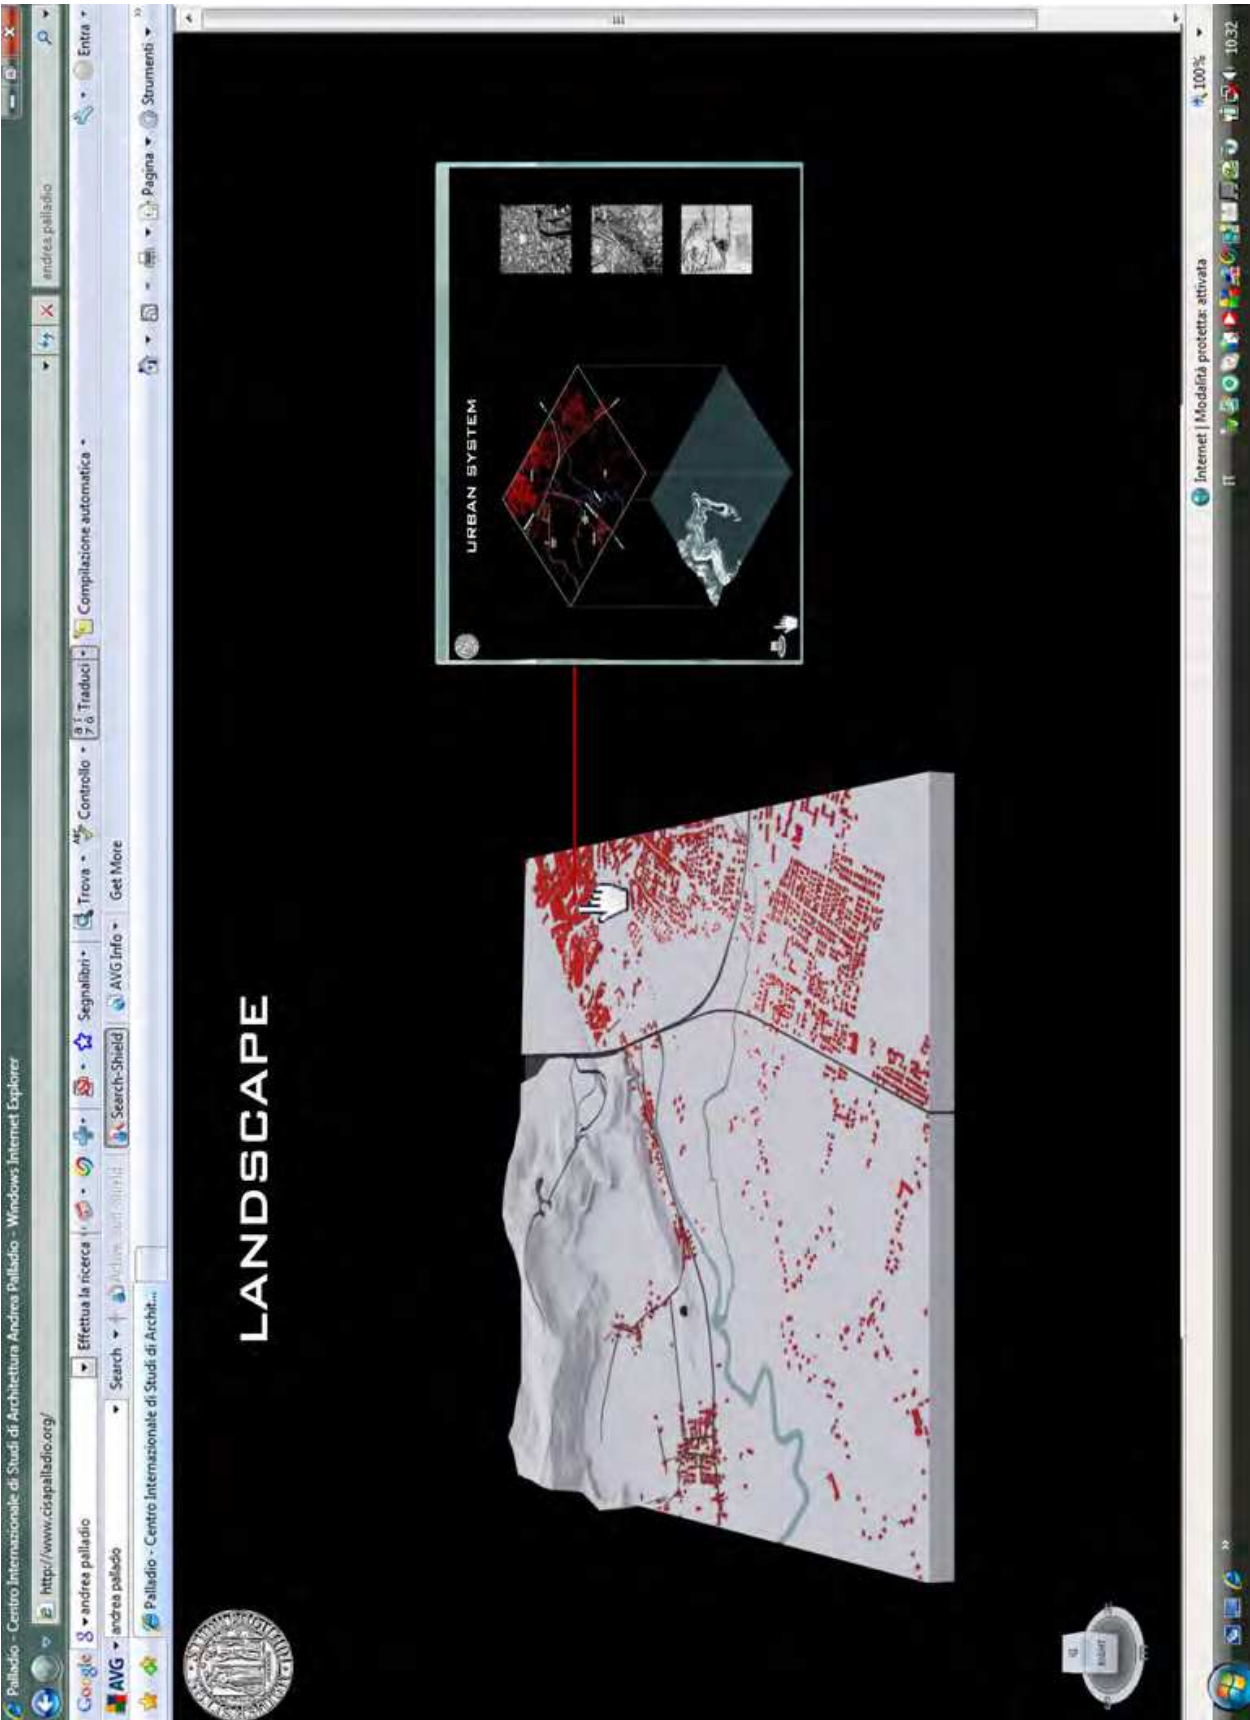 Palladio - Centro Internazionale di Studi di Architettura Andrea Palladio - Windows Internet Explorer
http://www.cisapalladio.org/
andrea palladio
Google
andrea palladio
Effettua la ricerca
Segnalibri
Trova
Controllo
Traduci
Compilazione automatica
Entra
AVG
andrea palladio
Search
Search-Shield
AVG Info
Get More
Palladio - Centro Internazionale di Studi di Archit...
Pagina
Strumenti
LANDSCAPE
URBAN SYSTEM
RIGHT
Internet | Modalità protetta: attivata
100%
IT
10.32